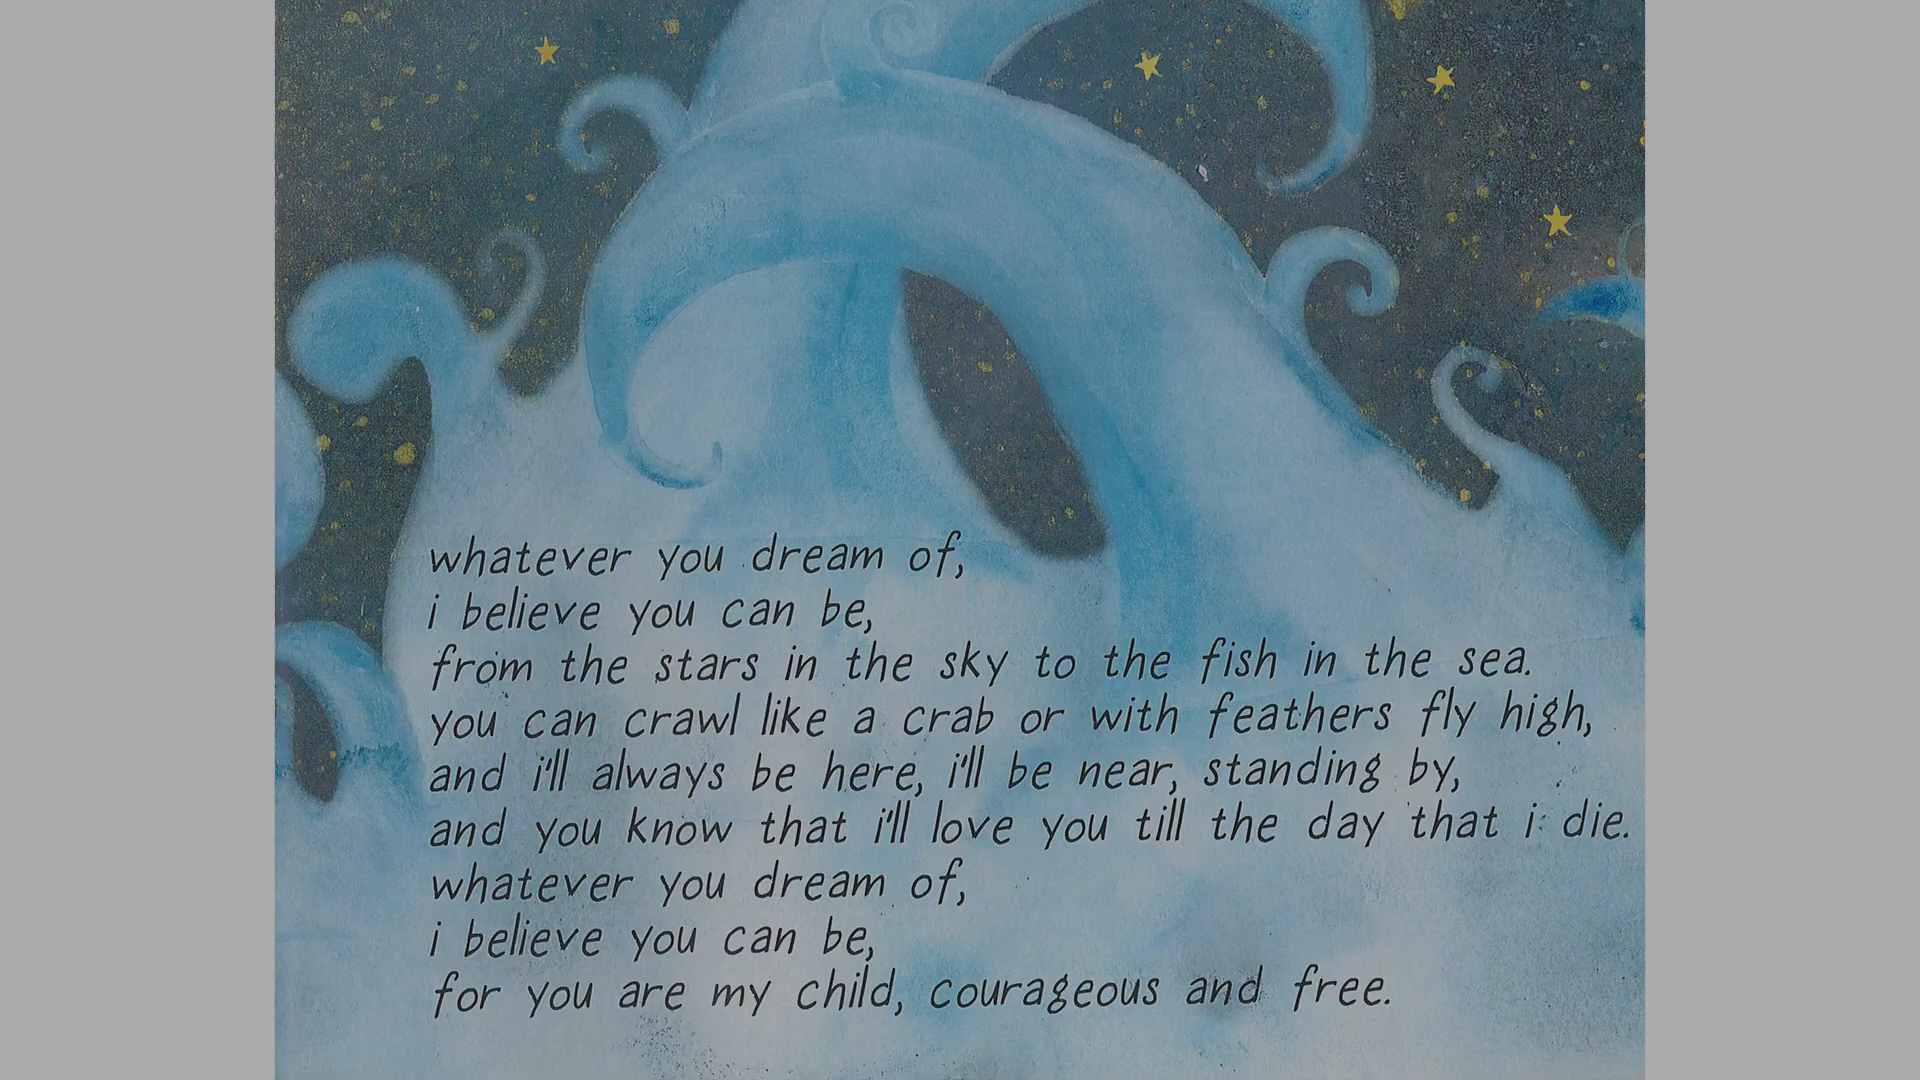 whatever you dream of,
i believe you can be,
from the stars in the sky to the fish in the sea.
you can crawl like a crab or with feathers fly high,
and i'll always be here, i'll be near, standing by,
and you know that i'll love you till the day that i die.
whatever you dream of,
i believe you can be,
for you are my child, courageous and free.